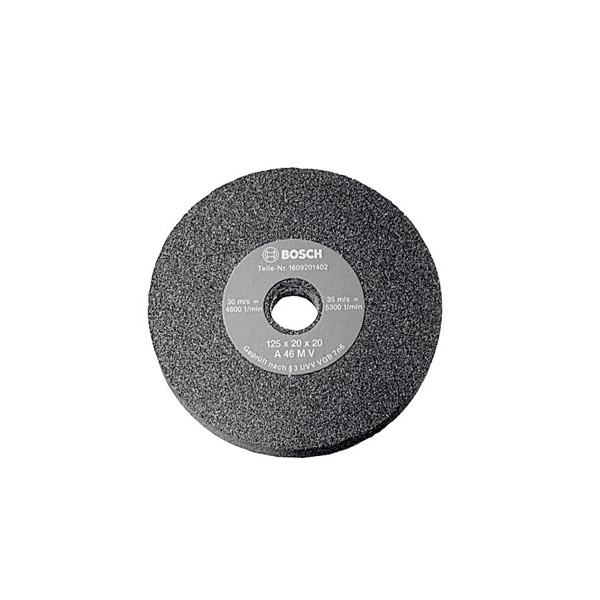 BOSCH
Teile-Nr. 1609201402
30 m/s =
4600 1/min
35 m/s =
5300 1/min
125 x 20 x 20
A 46 M V
Geprüft nach § 3 UVV VGB 7n6